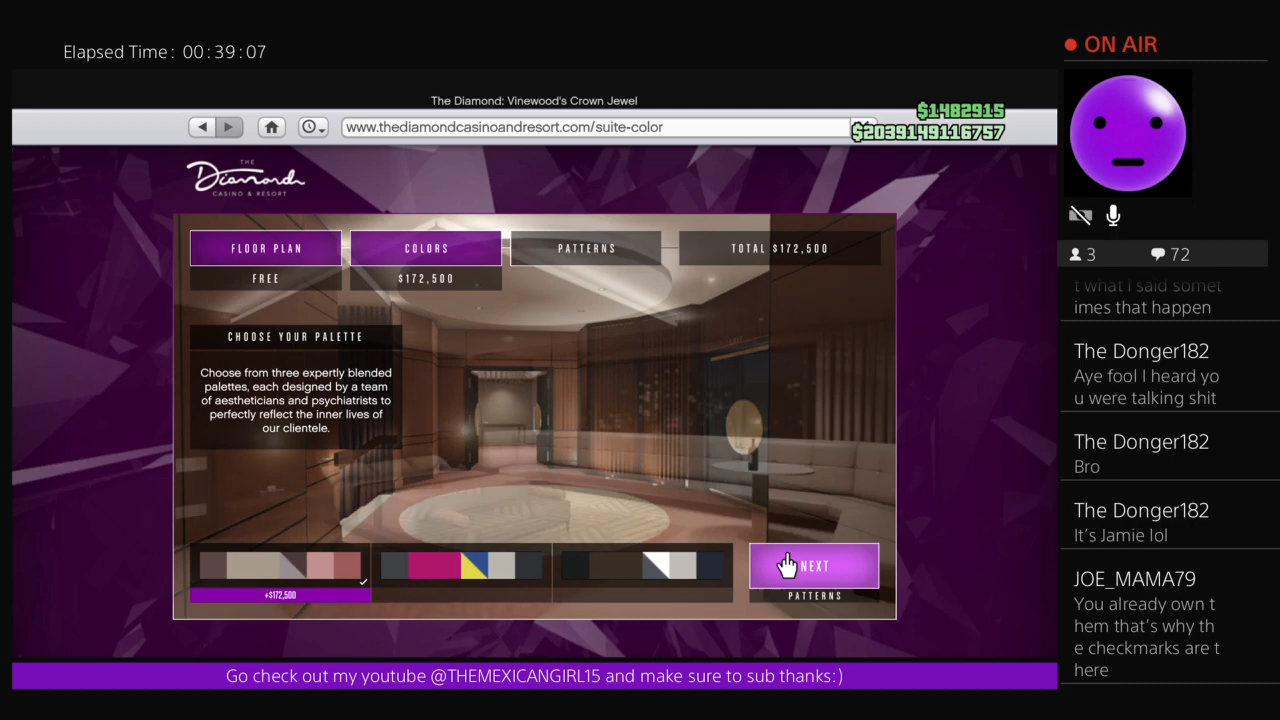 Elapsed Time: 00:39:07
ON AIR
The Diamond: Vinewood's Crown Jewel
$1482915
www.thediamondcasinoandresort.com/suite-color
$2039149116757
THE
Diamond
CASINO & RESORT
FLOOR PLAN
COLORS
PATTERNS
TOTAL $172,500
FREE
$172,500
CHOOSE YOUR PALETTE
Choose from three expertly blended
palettes, each designed by a team
of aestheticians and psychiatrists to
perfectly reflect the inner lives of
our clientele.
NEXT
+$172,500
PATTERNS
Go check out my youtube @THEMEXICANGIRL15 and make sure to sub thanks:)
3
72
t what I said somet
imes that happen
The Donger182
Aye fool I heard yo
u were talking shit
The Donger182
Bro
The Donger182
It's Jamie lol
JOE_MAMA79
You already own t
hem that's why th
e checkmarks are t
here